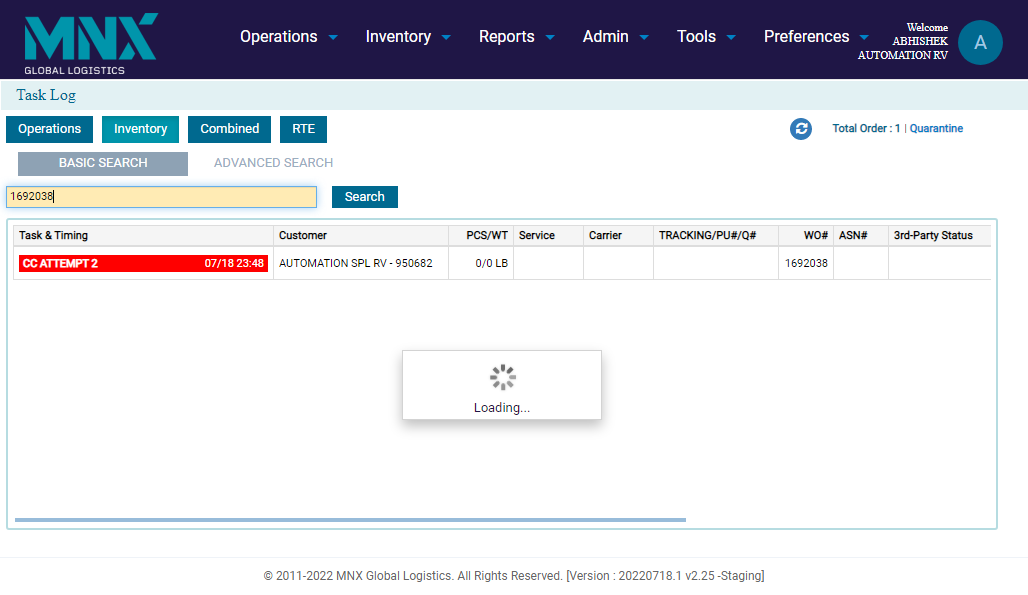 MNX
GLOBAL LOGISTICS
Operations Inventory Reports Admin Tools Preferences
Welcome
ABHISHEK
AUTOMATION RV
A
Task Log
Operations Inventory Combined RTE
Total Order : 1 | Quarantine
BASIC SEARCH ADVANCED SEARCH
1692038 Search
Task & Timing Customer PCS/WT Service Carrier TRACKING/PU#/Q# WO# ASN# 3rd-Party Status
CC ATTEMPT 2 07/18 23:48 AUTOMATION SPL RV - 950682 0/0 LB 1692038
Loading...
© 2011-2022 MNX Global Logistics. All Rights Reserved. [Version : 20220718.1 v2.25 -Staging]